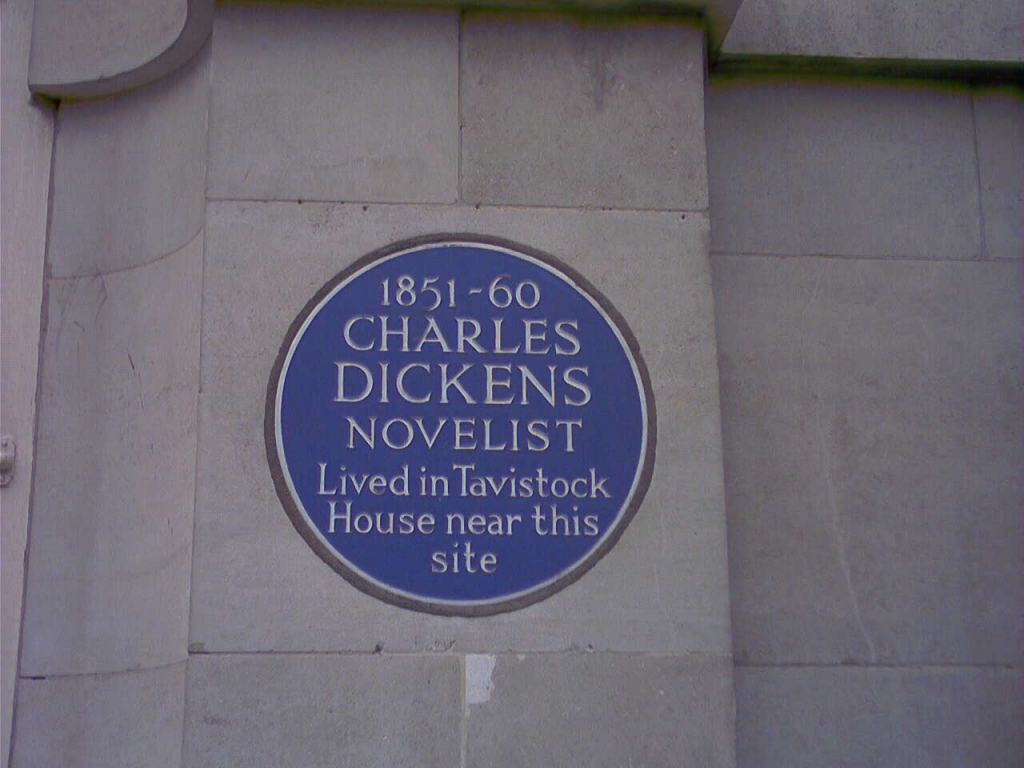 1851-60
CHARLES
DICKENS
NOVELIST
Lived in Tavistock
House near this
site